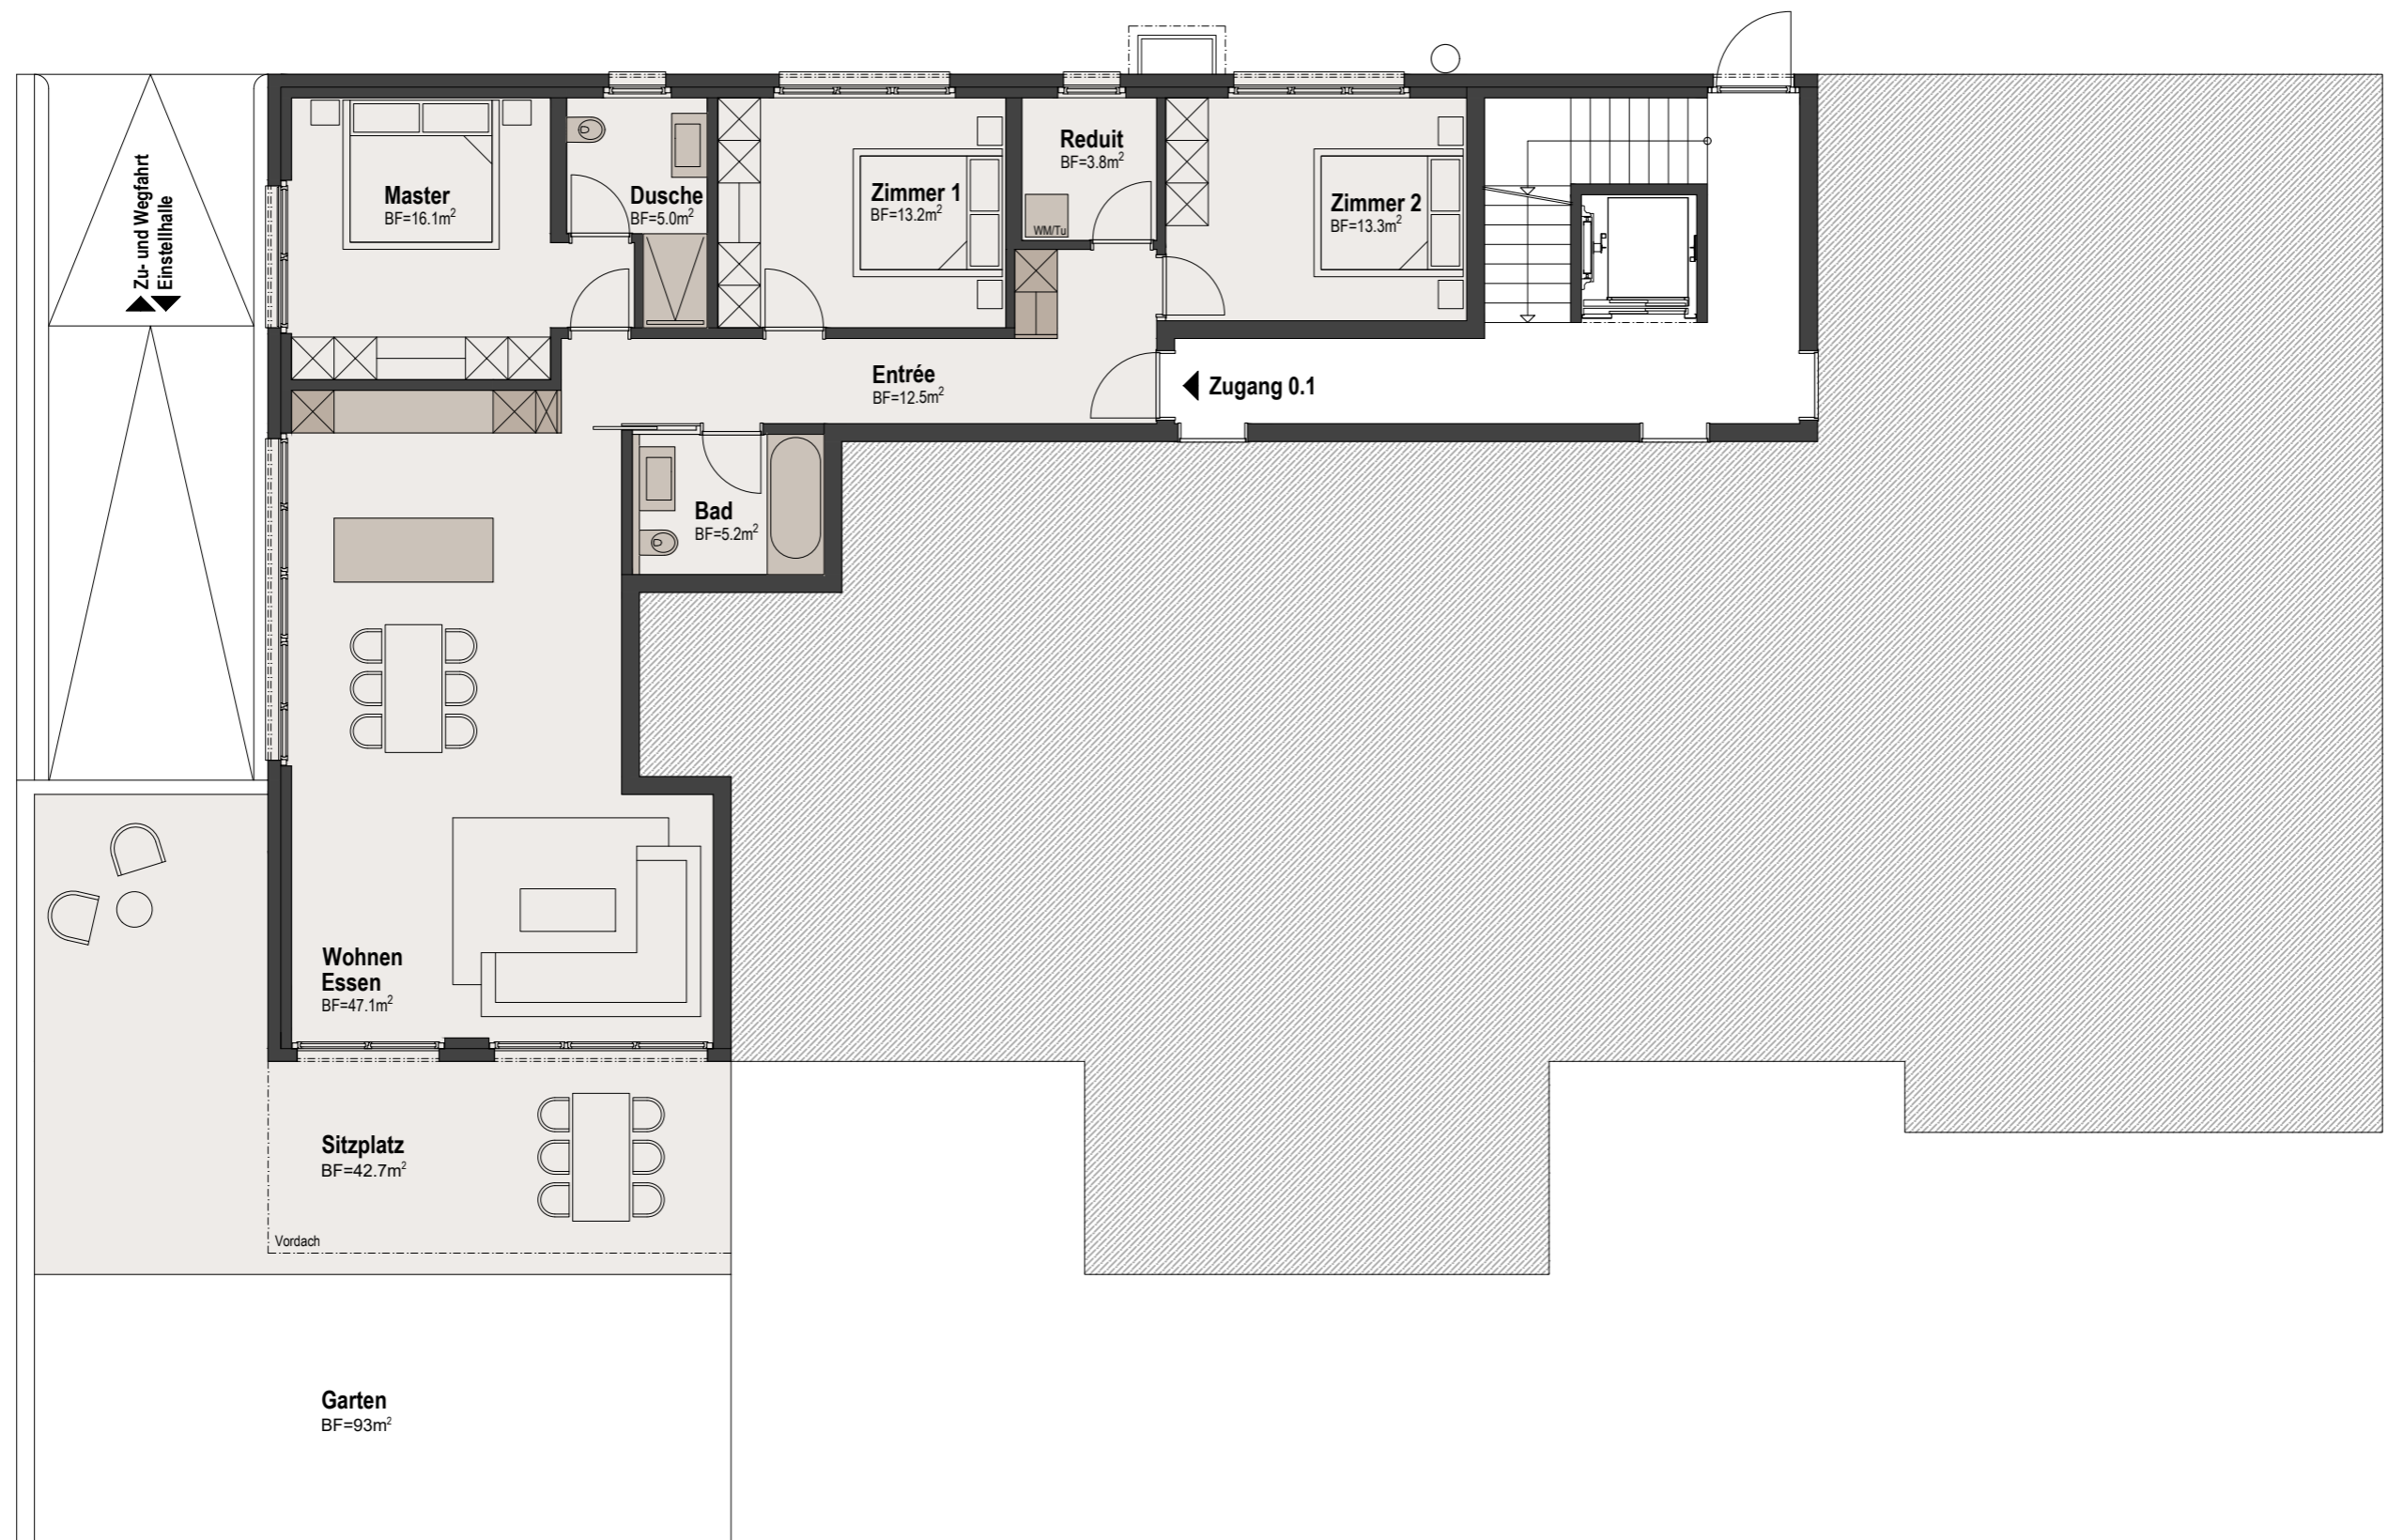 Zu- und Wegfahrt
Einstellhalle
Master
BF=16.1m²
Dusche
BF=5.0m²
Zimmer 1
BF=13.2m²
Reduit
BF=3.8m²
WM/Tu
Zimmer 2
BF=13.3m²
Entrée
BF=12.5m²
Zugang 0.1
Bad
BF=5.2m²
Wohnen
Essen
BF=47.1m²
Sitzplatz
BF=42.7m²
Vordach
Garten
BF=93m²